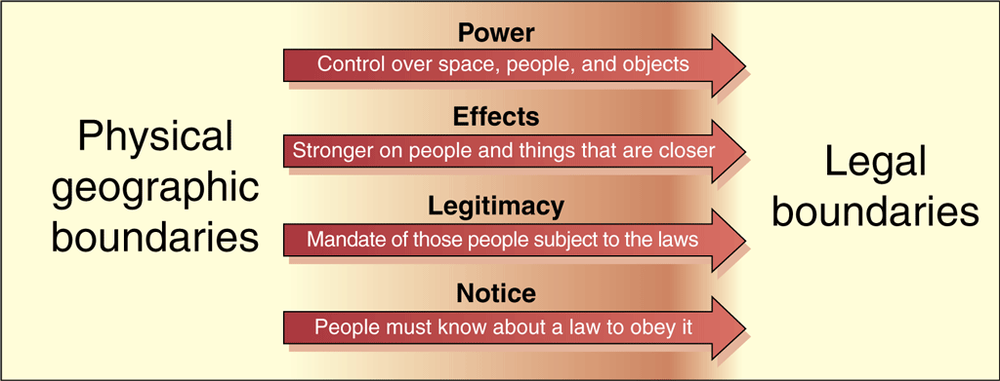 Physical
geographic
boundaries
Power
Control over space, people, and objects
Effects
Stronger on people and things that are closer
Legitimacy
Mandate of those people subject to the laws
Notice
People must know about a law to obey it
Legal
boundaries